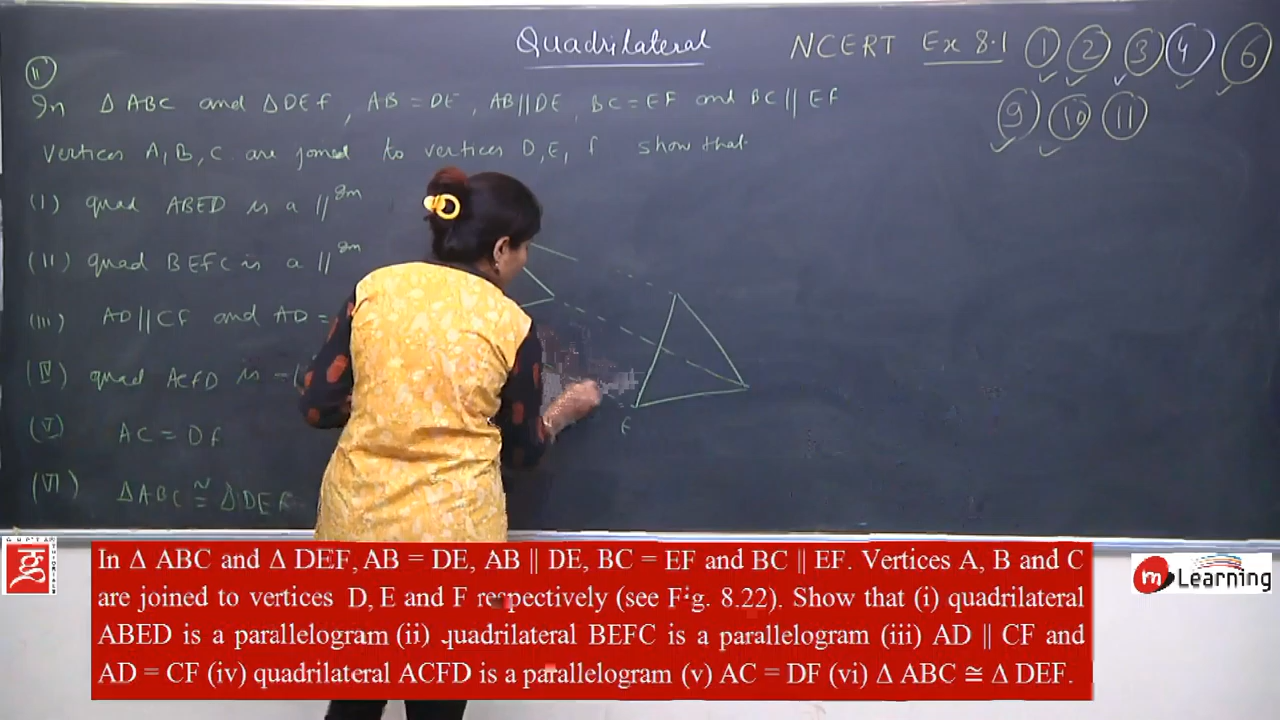 Quadrilateral NCERT Ex 8.1 1 2 3 4 6
9 10 11
11
In Δ ABC and Δ DEF, AB = DE, AB || DE, BC = EF and BC || EF
Vertices A, B, C are joined to vertices D, E, F show that
(I) quad ABED is a ||gm
(II) quad BEFC is a ||gm
(iii) AD || CF and AD =
(IV) quad ACFD is
(V) AC = DF
(VI) ΔABC ≅ ΔDEF
E
GUPTA TUTORIALS
In Δ ABC and Δ DEF, AB = DE, AB || DE, BC = EF and BC || EF. Vertices A, B and C
are joined to vertices D, E and F respectively (see Fig. 8.22). Show that (i) quadrilateral
ABED is a parallelogram (ii) quadrilateral BEFC is a parallelogram (iii) AD || CF and
AD = CF (iv) quadrilateral ACFD is a parallelogram (v) AC = DF (vi) Δ ABC ≅ Δ DEF.
m Learning